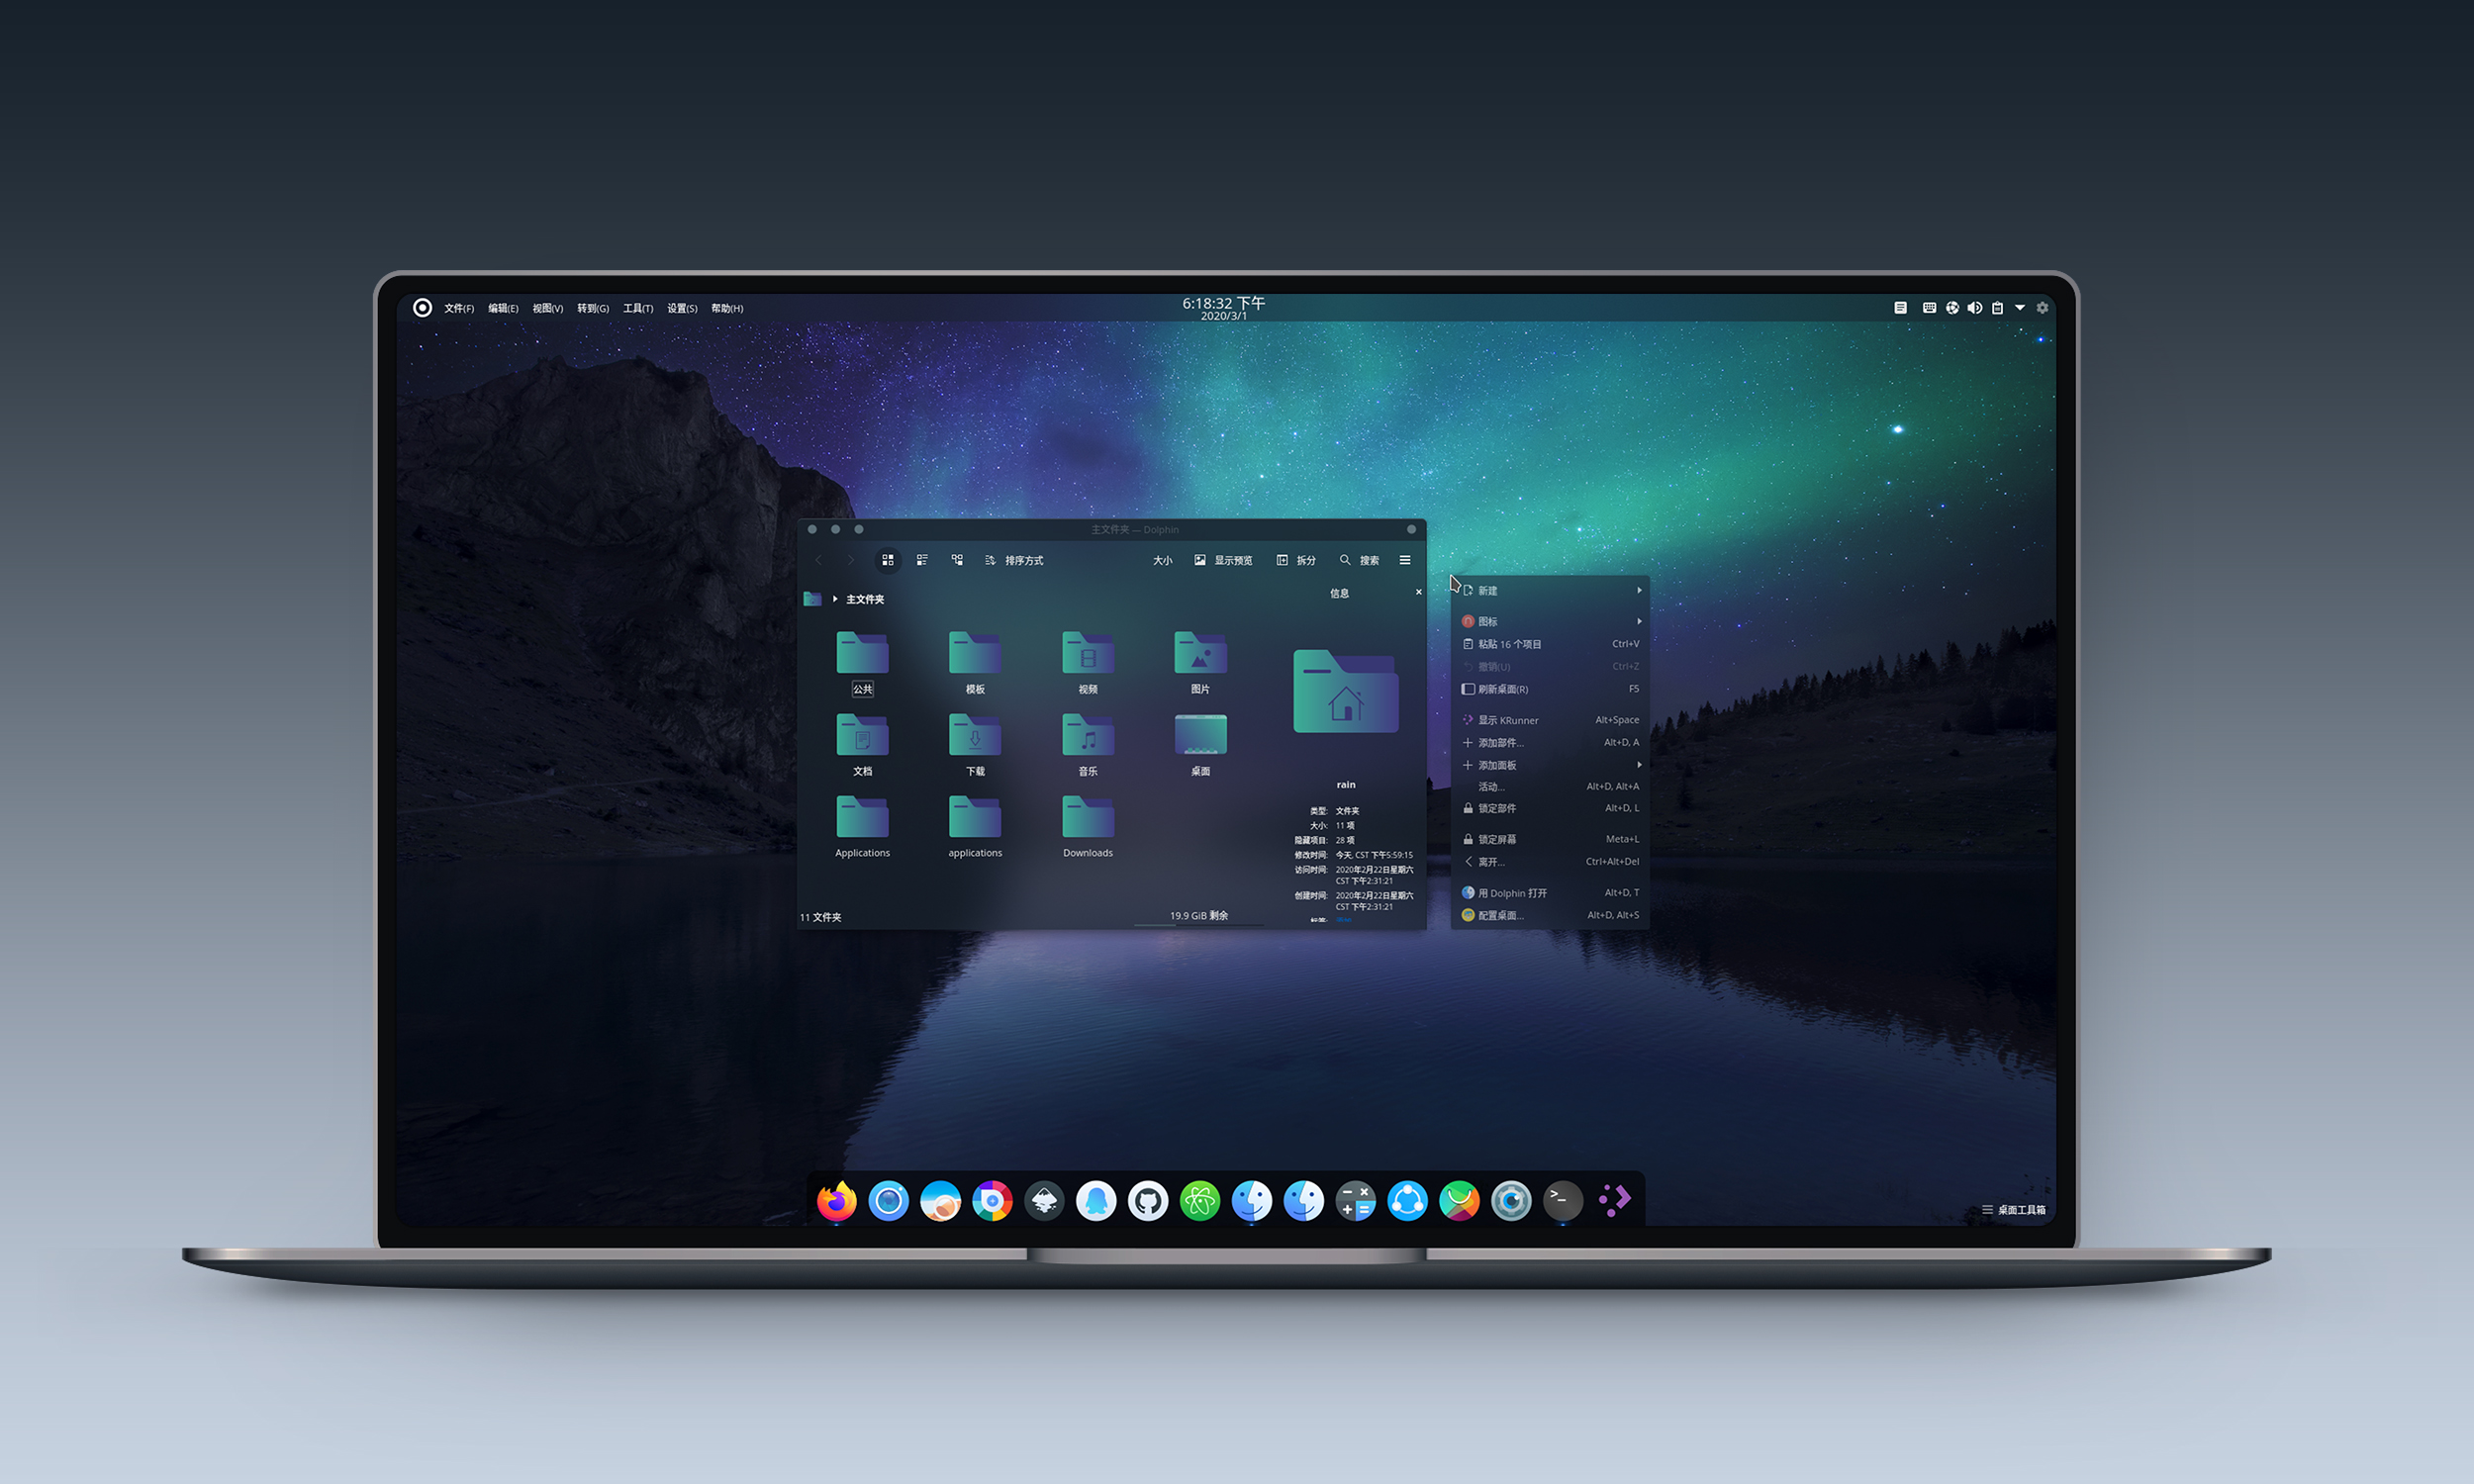 文件(F) 编辑(E) 视图(V) 转到(G) 工具(T) 设置(S) 帮助(H)
6:18:32 下午
2020/3/1
主文件夹 — Dolphin
排序方式 大小 显示预览 拆分 搜索
主文件夹
信息
公共 模板 视频 图片
文档 下载 音乐 桌面
Applications applications Downloads
rain
类型: 文件夹
大小: 11 项
隐藏项目: 28 项
修改时间: 今天, CST 下午5:59:15
访问时间: 2020年2月22日星期六
CST 下午2:31:21
创建时间: 2020年2月22日星期六
CST 下午2:31:21
11 文件夹
19.9 GiB 剩余
新建
图标
粘贴 16 个项目 Ctrl+V
撤销(U) Ctrl+Z
刷新桌面(R) F5
显示 KRunner Alt+Space
添加部件... Alt+D, A
添加面板
活动... Alt+D, Alt+A
锁定部件 Alt+D, L
锁定屏幕 Meta+L
离开... Ctrl+Alt+Del
用 Dolphin 打开 Alt+D, T
配置桌面... Alt+D, Alt+S
桌面工具箱